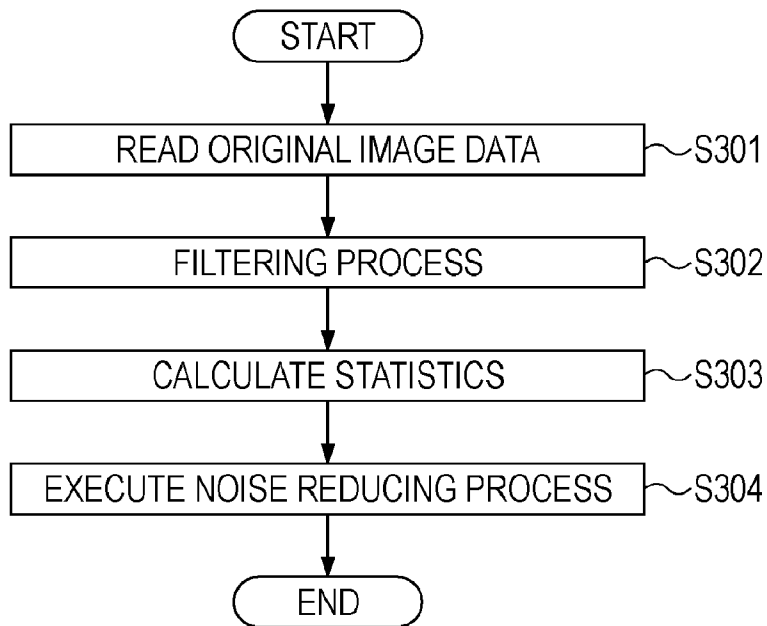 START
READ ORIGINAL IMAGE DATA S301
FILTERING PROCESS S302
CALCULATE STATISTICS S303
EXECUTE NOISE REDUCING PROCESS S304
END